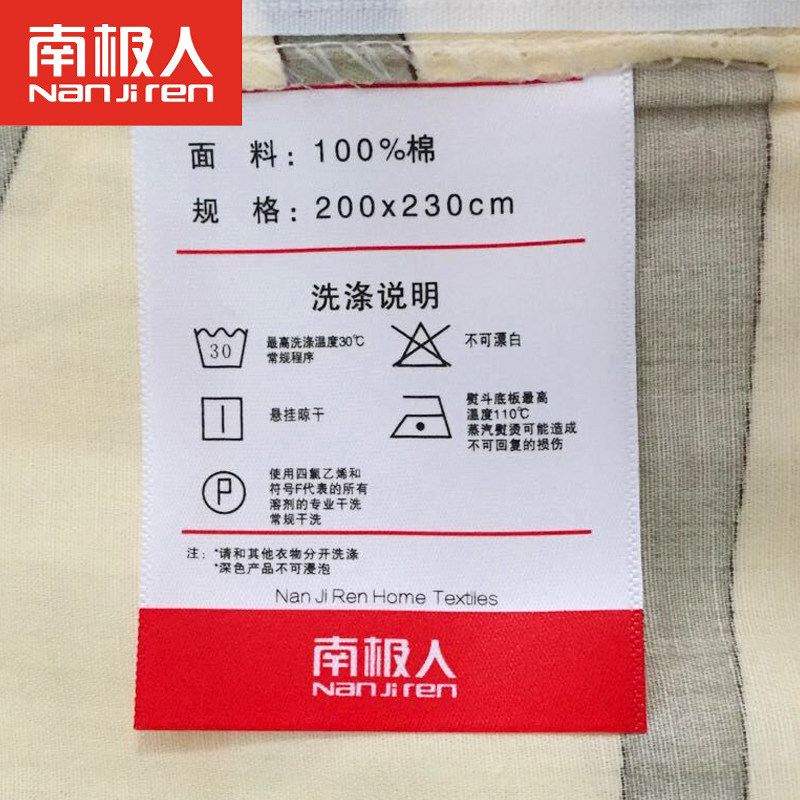 南极人
NanJiren
面 料：100%棉
规 格：200x230cm
洗涤说明
30
最高洗涤温度30℃
常规程序
不可漂白
悬挂晾干
熨斗底板最高
温度110℃
蒸汽熨烫可能造成
不可回复的损伤
P
使用四氯乙烯和
符号F代表的所有
溶剂的专业干洗
常规干洗
注：*请和其他衣物分开洗涤
*深色产品不可浸泡
Nan Ji Ren Home Textiles
南极人
NanJiren